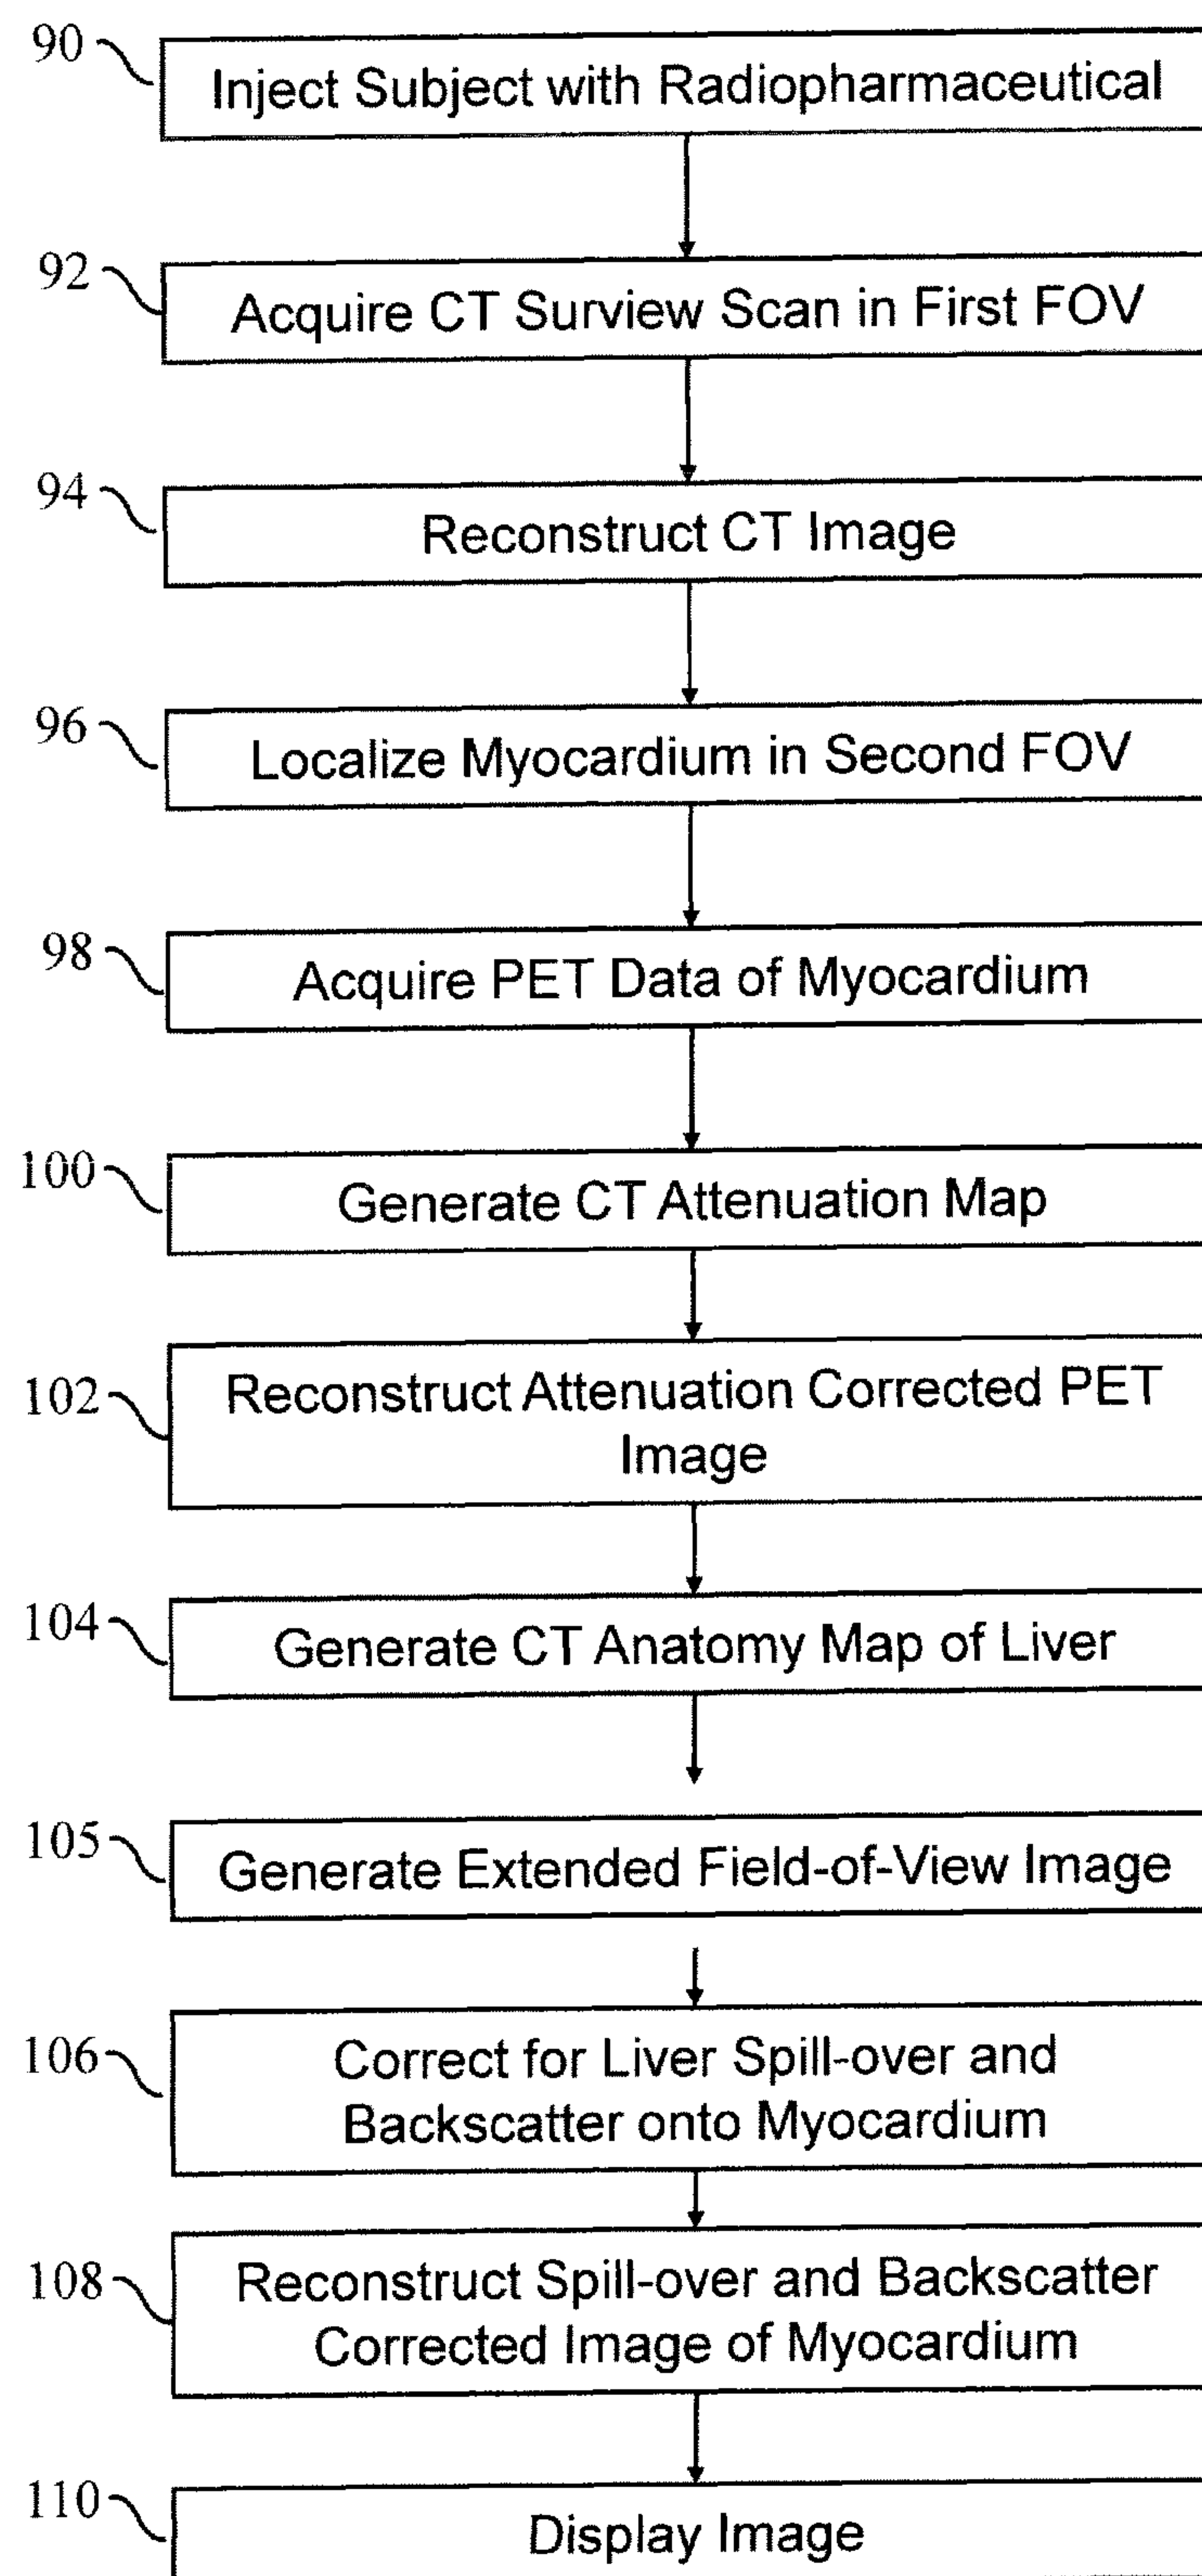 90
Inject Subject with Radiopharmaceutical
92
Acquire CT Surview Scan in First FOV
94
Reconstruct CT Image
96
Localize Myocardium in Second FOV
98
Acquire PET Data of Myocardium
100
Generate CT Attenuation Map
102
Reconstruct Attenuation Corrected PET
Image
104
Generate CT Anatomy Map of Liver
105
Generate Extended Field-of-View Image
106
Correct for Liver Spill-over and
Backscatter onto Myocardium
108
Reconstruct Spill-over and Backscatter
Corrected Image of Myocardium
110
Display Image